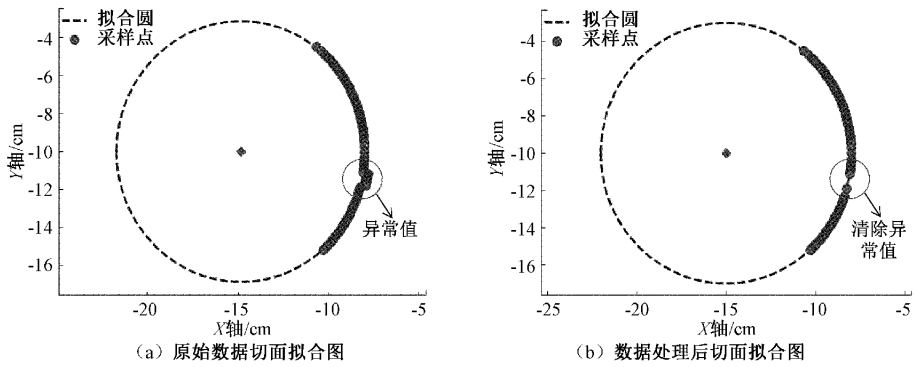 拟合圆
采样点
-4
-6
-8
-10
-12
-14
-16
Y轴/cm
异常值
-20
-15
-10
-5
X轴/cm
(a) 原始数据切面拟合图
拟合圆
采样点
-4
-6
-8
-10
-12
-14
-16
Y轴/cm
清除异
常值
-25
-20
-15
-10
-5
X轴/cm
(b) 数据处理后切面拟合图